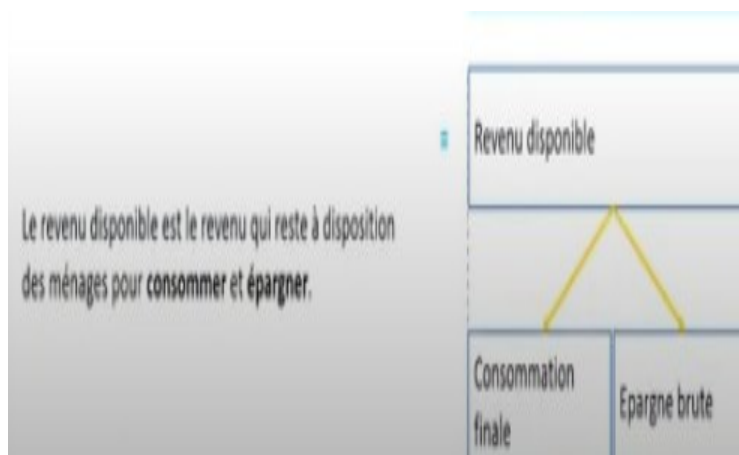 Le revenu disponible est le revenu qui reste à disposition
des ménages pour consommer et épargner.
Revenu disponible
Consommation
finale
Epargne brute